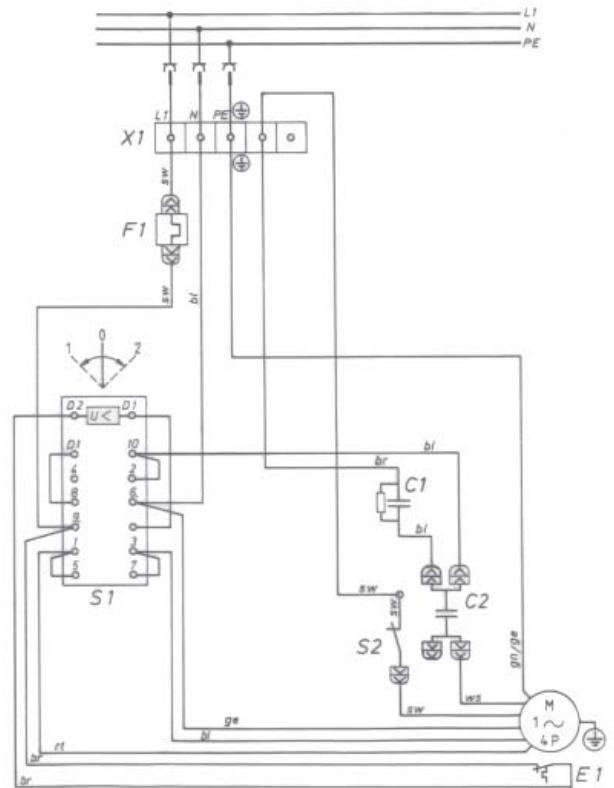 L1
N
PE
L1 N PE
X1
sw
F1
sw
bl
0
1 2
D2 U< D1
D1 10
4 2
8 6
9
1 3
5 7
S1
bl
br
C1
bl
sw
sw
C2
S2
gn/ge
ws
sw
ge
bl
rt
br
br
M
1~
4P
E1